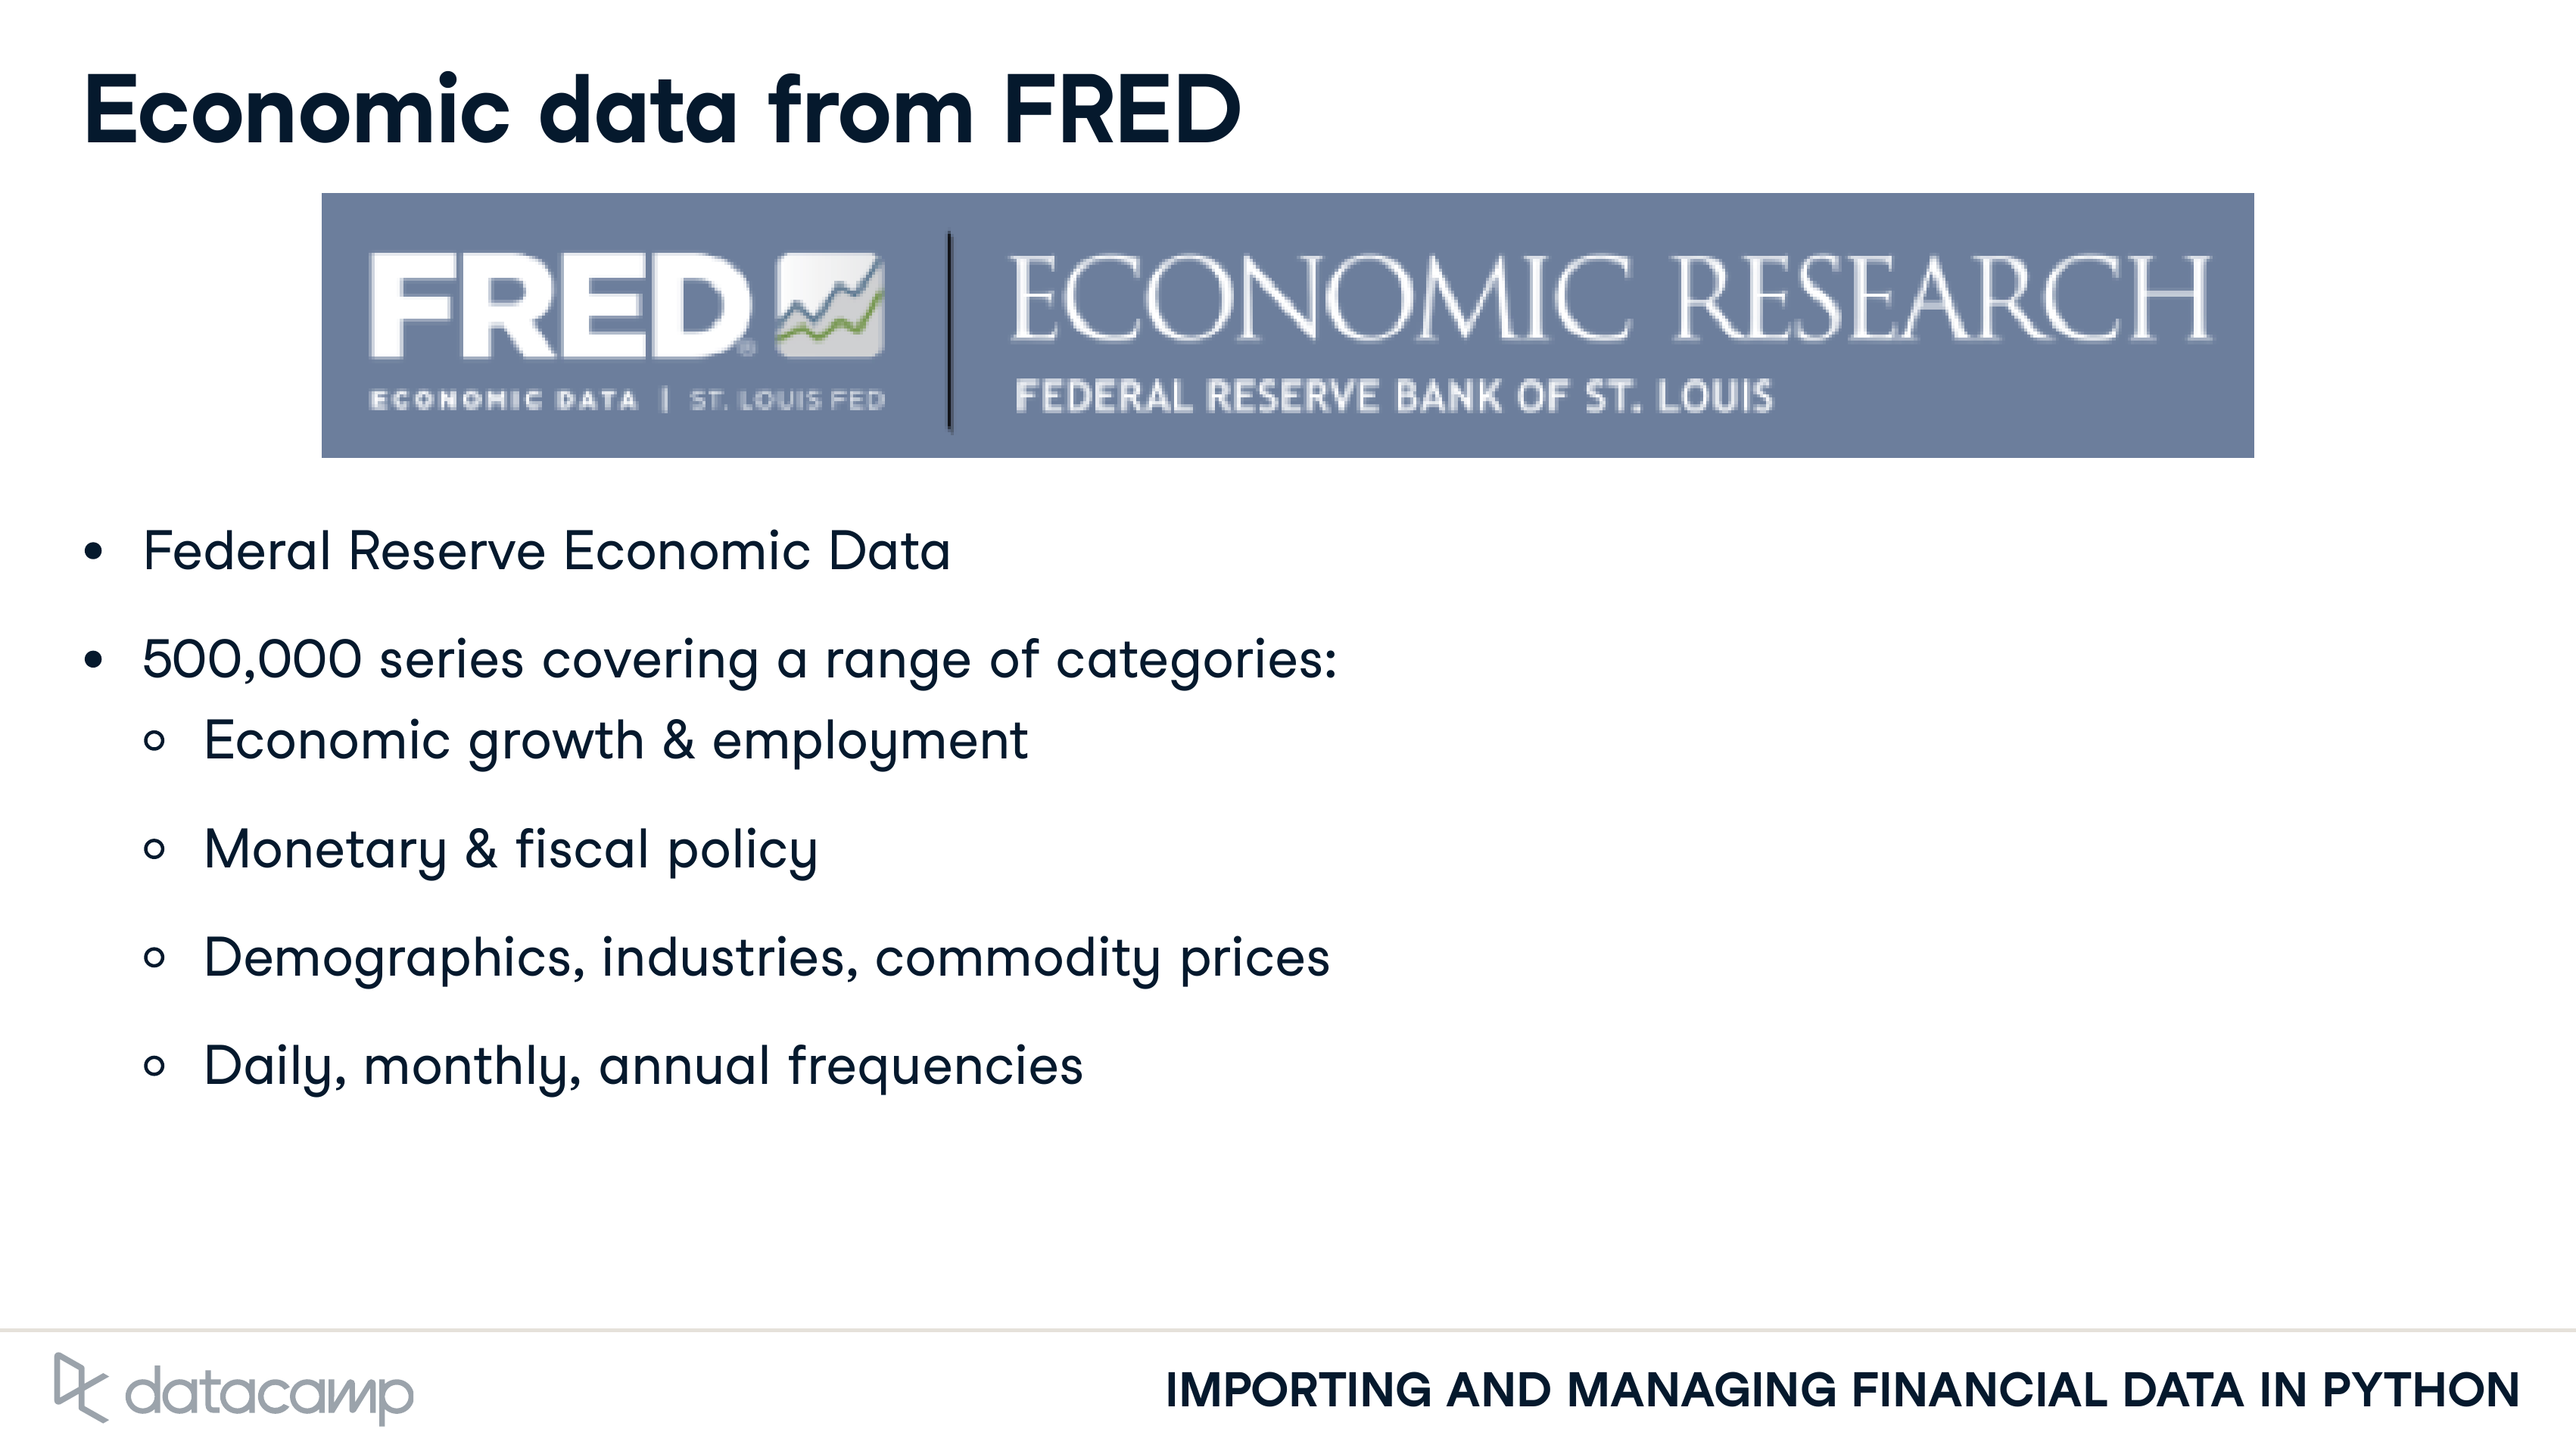 Economic data from FRED
FRED®
ECONOMIC DATA | ST. LOUIS FED
ECONOMIC RESEARCH
FEDERAL RESERVE BANK OF ST. LOUIS
• Federal Reserve Economic Data
• 500,000 series covering a range of categories:
○ Economic growth & employment
○ Monetary & fiscal policy
○ Demographics, industries, commodity prices
○ Daily, monthly, annual frequencies
datacamp
IMPORTING AND MANAGING FINANCIAL DATA IN PYTHON